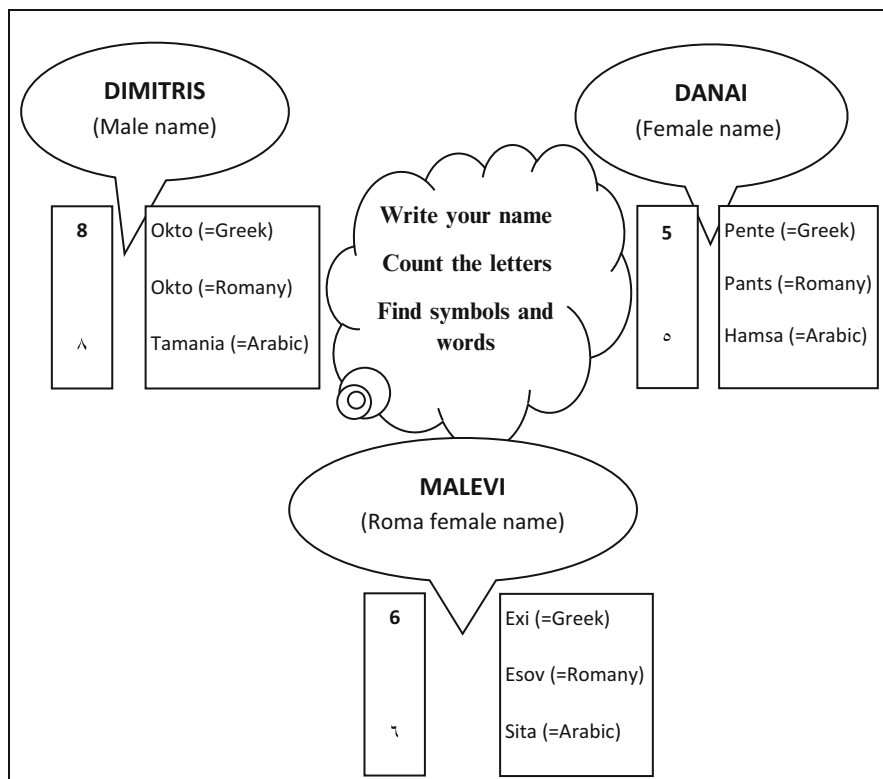 DIMITRIS
(Male name)
8
Okto (=Greek)
Okto (=Romany)
٨
Tamania (=Arabic)
Write your name
Count the letters
Find symbols and
words
DANAI
(Female name)
5
Pente (=Greek)
Pants (=Romany)
٥
Hamsa (=Arabic)
MALEVI
(Roma female name)
6
Exi (=Greek)
Esov (=Romany)
٦
Sita (=Arabic)